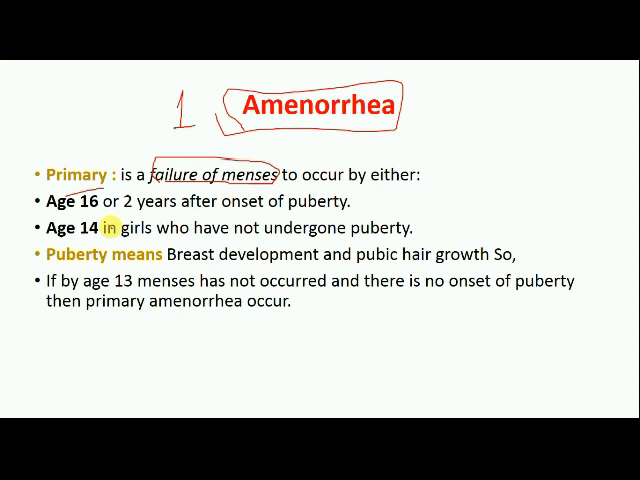 1 Amenorrhea
• Primary : is a failure of menses to occur by either:
• Age 16 or 2 years after onset of puberty.
• Age 14 in girls who have not undergone puberty.
• Puberty means Breast development and pubic hair growth So,
• If by age 13 menses has not occurred and there is no onset of puberty
then primary amenorrhea occur.